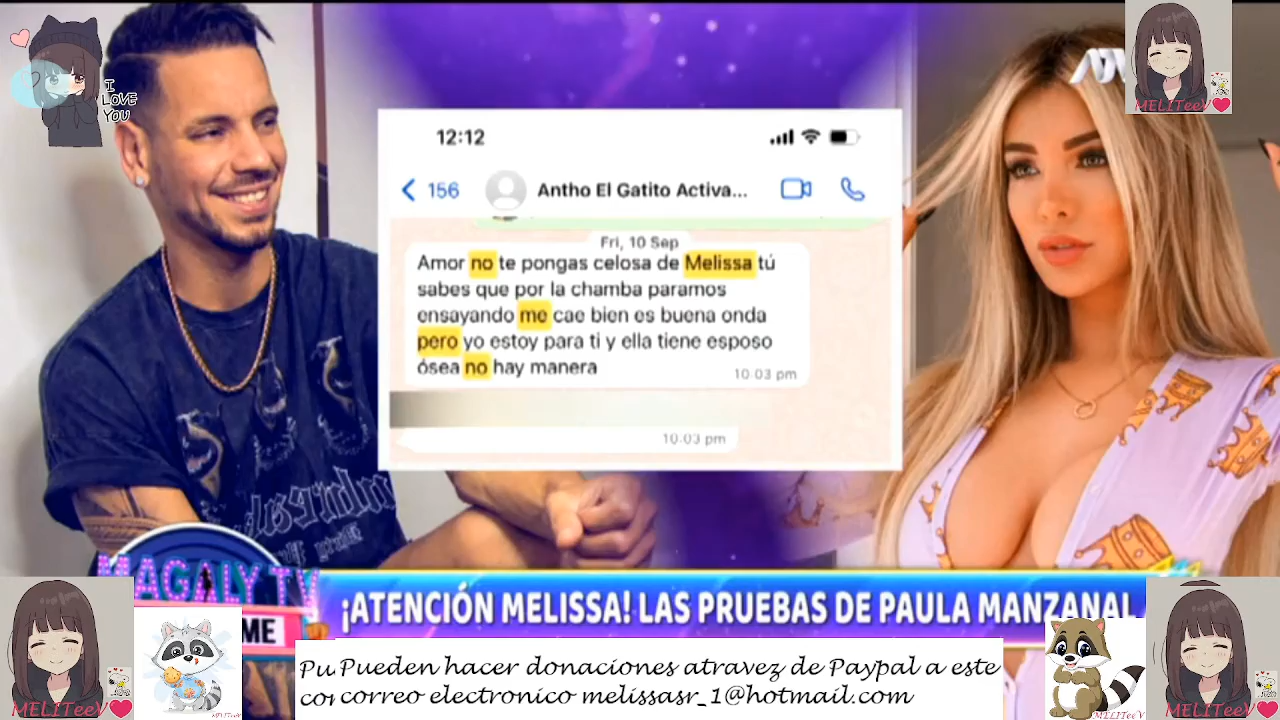 I
LOVE
YOU
MELITeeV
12:12
156
Antho El Gatito Activa...
Fri, 10 Sep
Amor no te pongas celosa de Melissa tú
sabes que por la chamba paramos
ensayando me cae bien es buena onda
pero yo estoy para ti y ella tiene esposo
ósea no hay manera
10:03 pm
10:03 pm
MAGALY TV
ME
¡ATENCIÓN MELISSA! LAS PRUEBAS DE PAULA MANZANAL
Pu Pueden hacer donaciones atravez de Paypal a este
cor correo electronico melissasr_1@hotmail.com
MELITeeV
MELITeeV
MELITeeV
MELITeeV